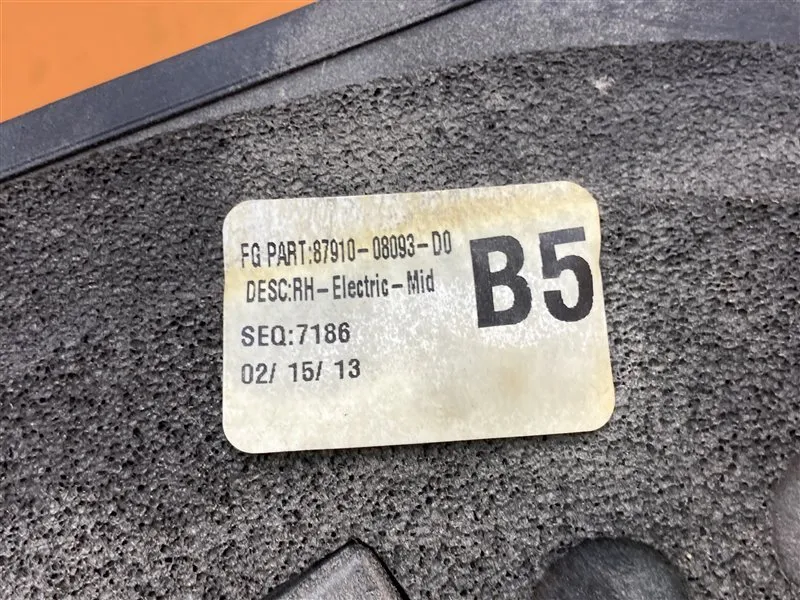 FG PART:87910-08093-D0
DESC:RH-Electric-Mid
B5
SEQ:7186
02/ 15/ 13